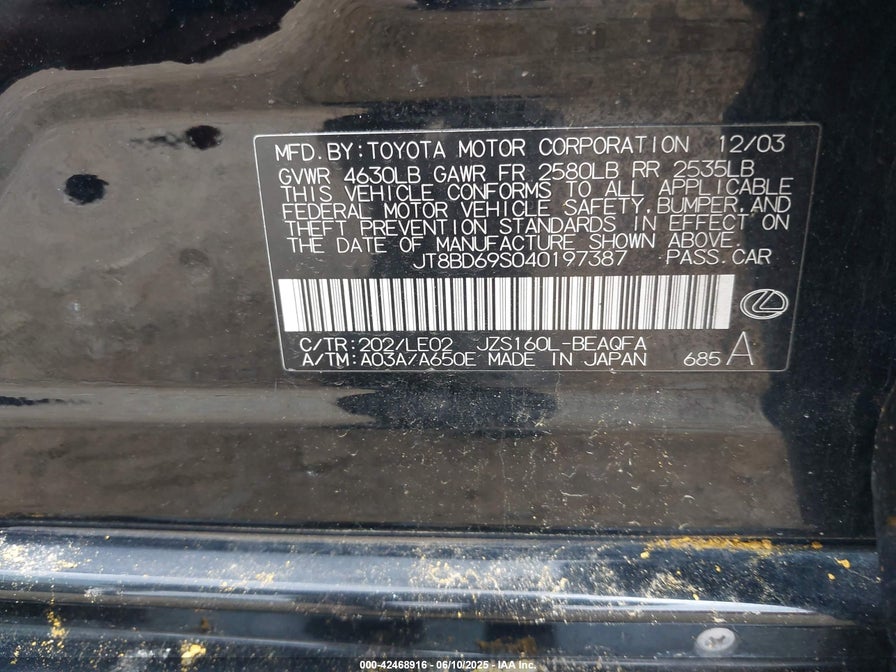 MFD.BY:TOYOTA MOTOR CORPORATION 12/03
GVWR 4630LB GAWR FR 2580LB RR 2535LB
THIS VEHICLE CONFORMS TO ALL APPLICABLE
FEDERAL MOTOR VEHICLE SAFETY,BUMPER,AND
THEFT PREVENTION STANDARDS IN EFFECT ON
THE DATE OF MANUFACTURE SHOWN ABOVE.
JT8BD69S040197387 PASS.CAR
C/TR:202/LE02 JZS160L-BEAQFA
A/TM:A03A/A650E MADE IN JAPAN 685 A
000-42468916 - 06/10/2025 - IAA Inc.